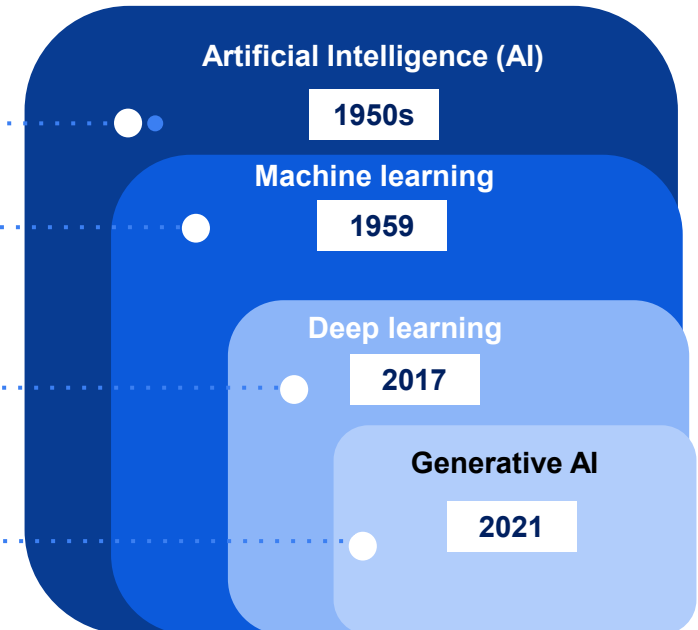 Artificial Intelligence (AI)
1950s
Machine learning
1959
Deep learning
2017
Generative AI
2021